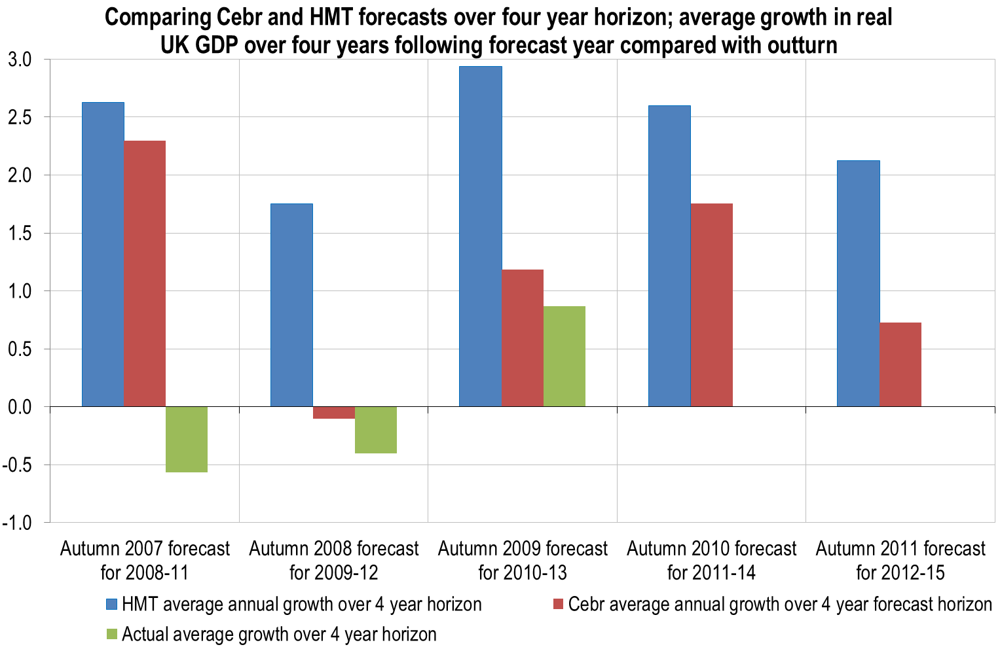 Comparing Cebr and HMT forecasts over four year horizon; average growth in real
UK GDP over four years following forecast year compared with outturn
3.0
2.5
2.0
1.5
1.0
0.5
0.0
-0.5
-1.0
Autumn 2007 forecast
for 2008-11
Autumn 2008 forecast
for 2009-12
Autumn 2009 forecast
for 2010-13
Autumn 2010 forecast
for 2011-14
Autumn 2011 forecast
for 2012-15
HMT average annual growth over 4 year horizon
Cebr average annual growth over 4 year forecast horizon
Actual average growth over 4 year horizon